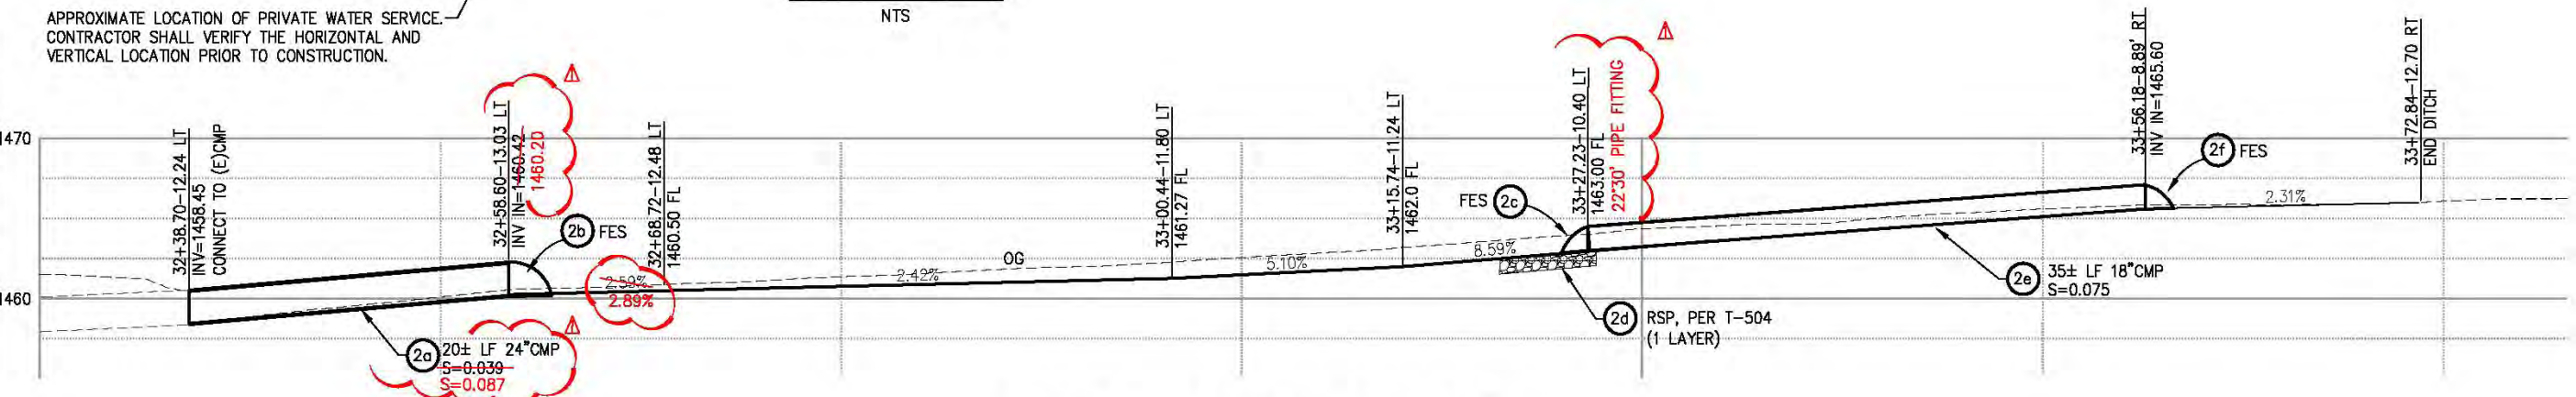 APPROXIMATE LOCATION OF PRIVATE WATER SERVICE.
CONTRACTOR SHALL VERIFY THE HORIZONTAL AND
VERTICAL LOCATION PRIOR TO CONSTRUCTION.
NTS
1470
1460
32+38.70-12.24 LT
INV=1458.45
CONNECT TO (E)CMP
32+58.60-13.03 LT
INV IN=1460.42
1460.20
2b FES
32+68.72-12.48 LT
1460.50 FL
2.50%
2.89%
2a 20± LF 24"CMP
S=0.039
S=0.087
2.42%
OG
33+00.44-11.80 LT
1461.27 FL
5.10%
33+15.74-11.24 LT
1462.0 FL
8.59%
FES 2c
33+27.23-10.40 LT
1463.00 FL
22°30' PIPE FITTING
2d RSP, PER T-504
(1 LAYER)
2e 35± LF 18"CMP
S=0.075
33+56.18-8.89' RT
INV IN=1465.60
2f FES
2.31%
33+72.84-12.70 RT
END DITCH